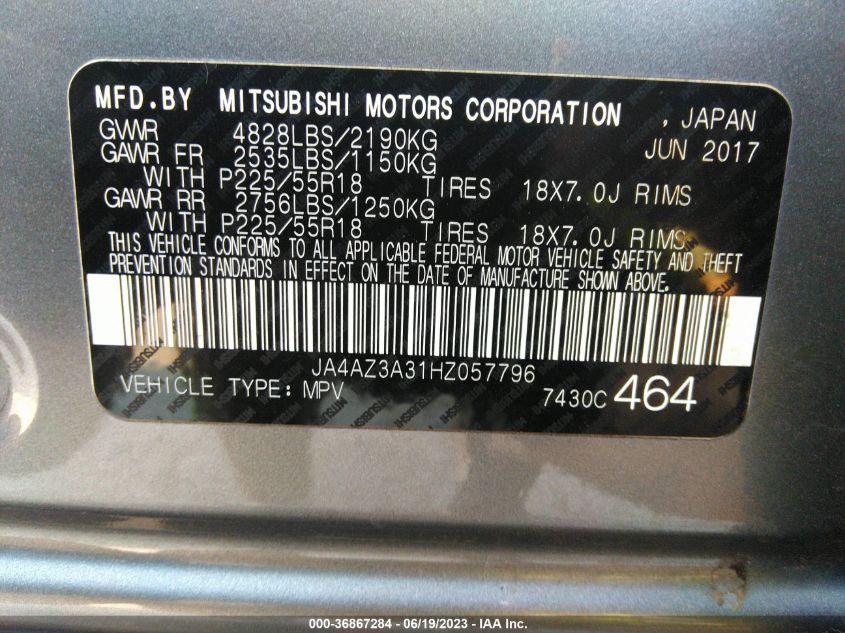 MFD.BY MITSUBISHI MOTORS CORPORATION , JAPAN
GVWR 4828LBS/2190KG JUN 2017
GAWR FR 2535LBS/1150KG
WITH P225/55R18 TIRES 18X7.0J RIMS
GAWR RR 2756LBS/1250KG
WITH P225/55R18 TIRES 18X7.0J RIMS
THIS VEHICLE CONFORMS TO ALL APPLICABLE FEDERAL MOTOR VEHICLE SAFETY AND THEFT
PREVENTION STANDARDS IN EFFECT ON THE DATE OF MANUFACTURE SHOWN ABOVE.
JA4AZ3A31HZ057796
VEHICLE TYPE: MPV 7430C 464
000-36867284 - 06/19/2023 - IAA Inc.